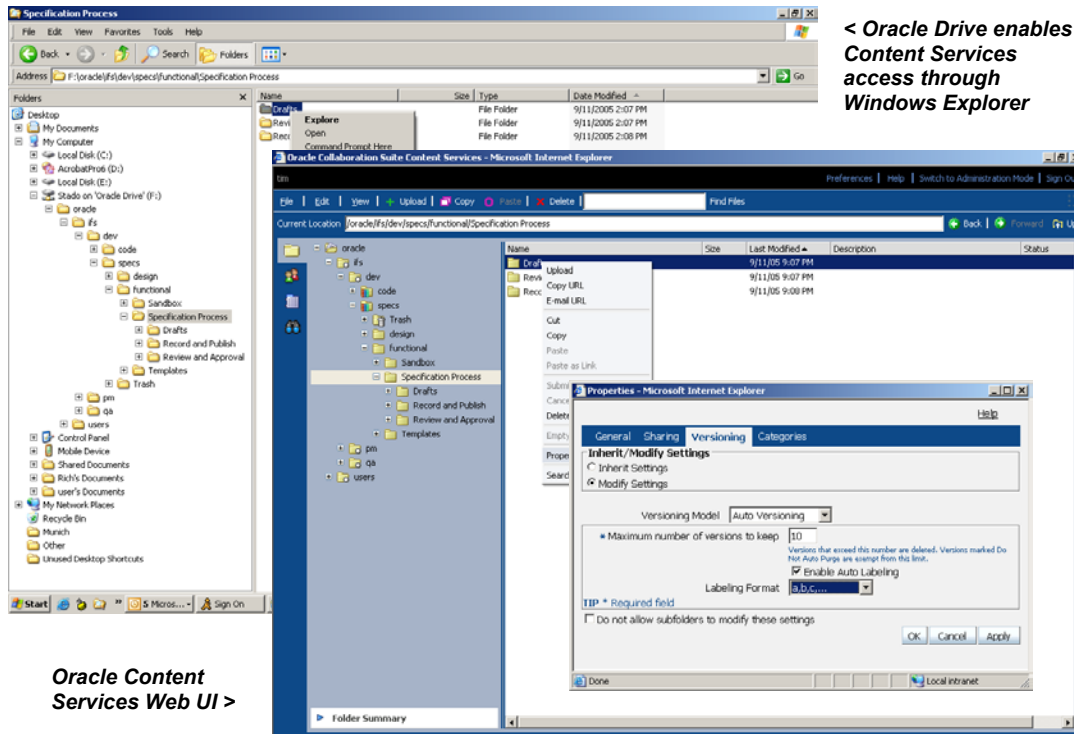 Specification Process
File Edit View Favorites Tools Help
Back Search Folders
Address F:\oracle\ifs\dev\specs\functional\Specification Process Go
< Oracle Drive enables
Content Services
access through
Windows Explorer
Folders x
Desktop
My Documents
My Computer
Local Disk (C:)
AcrobatPro6 (D:)
Local Disk (E:)
Stado on 'Oracle Drive' (F:)
oracle
ifs
dev
code
specs
design
functional
Sandbox
Specification Process
Drafts
Record and Publish
Review and Approval
Templates
Trash
pm
qa
users
Control Panel
Mobile Device
Shared Documents
Rich's Documents
user's Documents
My Network Places
Recycle Bin
Munich
Other
Unused Desktop Shortcuts
Start » 5 Micros... Sign On
Name Size Type Date Modified
Drafts File Folder 9/11/2005 2:07 PM
File Folder 9/11/2005 2:07 PM
File Folder 9/11/2005 2:08 PM
Explore
Open
Command Prompt Here
Oracle Collaboration Suite Content Services - Microsoft Internet Explorer
tim Preferences | Help | Switch to Administration Mode | Sign Ou
File | Edit | View | Upload | Copy Paste | Delete | Find Files
Current Location /oracle/ifs/dev/specs/functional/Specification Process Back | Forward Up
oracle
ifs
dev
code
specs
Trash
design
functional
Sandbox
Specification Process
Drafts
Record and Publish
Review and Approval
Templates
pm
qa
users
Folder Summary
Name Size Last Modified Description Status
9/11/05 9:07 PM
9/11/05 9:07 PM
9/11/05 9:08 PM
Upload
Copy URL
E-mail URL
Cut
Copy
Paste
Paste as Link
Delete
Properties - Microsoft Internet Explorer
Help
General Sharing Versioning Categories
Inherit/Modify Settings
Inherit Settings
Modify Settings
Versioning Model Auto Versioning
* Maximum number of versions to keep 10
Versions that exceed this number are deleted. Versions marked Do
Not Auto Purge are exempt from this limit.
Enable Auto Labeling
Labeling Format a,b,c,...
TIP * Required field
Do not allow subfolders to modify these settings
OK Cancel Apply
Done Local intranet
Oracle Content
Services Web UI >